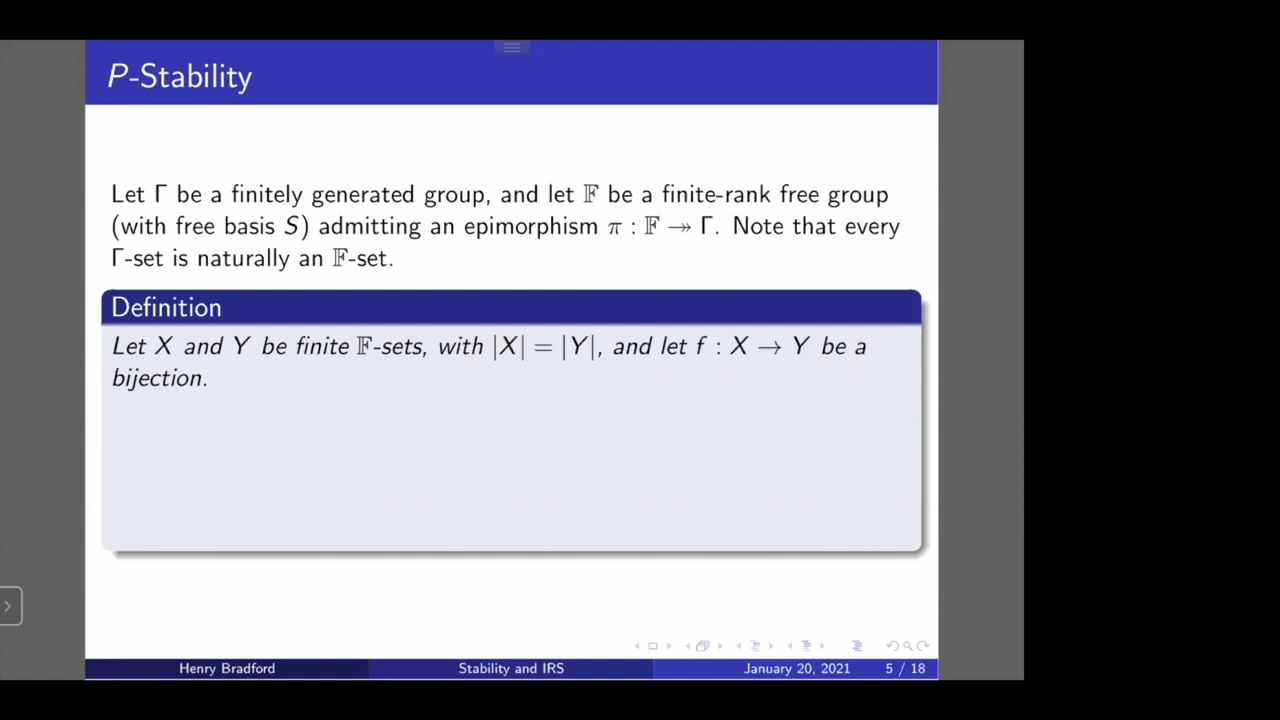 P-Stability
Let Γ be a finitely generated group, and let 𝔽 be a finite-rank free group
(with free basis S) admitting an epimorphism π : 𝔽 ↠ Γ. Note that every
Γ-set is naturally an 𝔽-set.
Definition
Let X and Y be finite 𝔽-sets, with |X| = |Y|, and let f : X → Y be a
bijection.
Henry Bradford Stability and IRS January 20, 2021 5 / 18